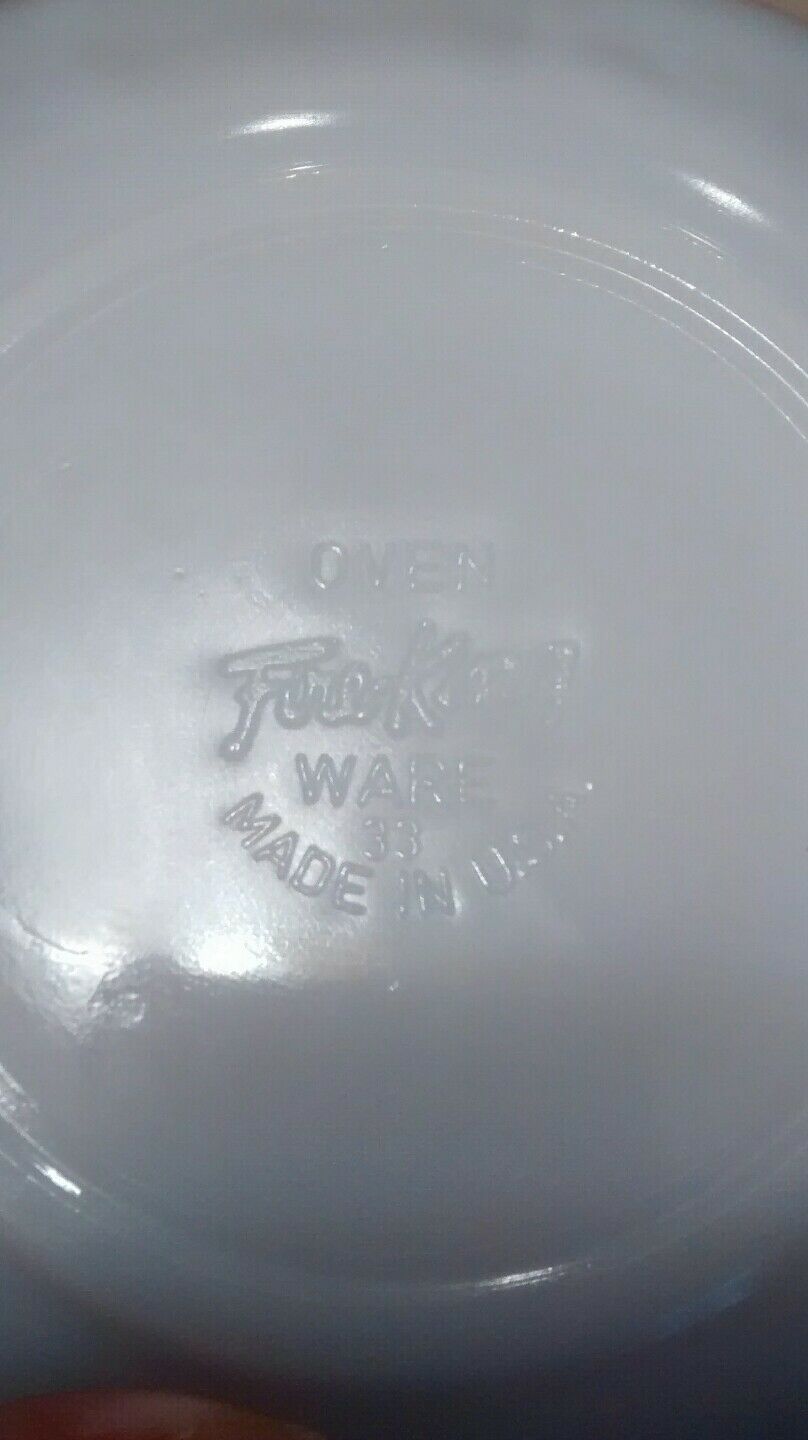 OVEN
Fire-King
WARE
33
MADE IN U.S.A.